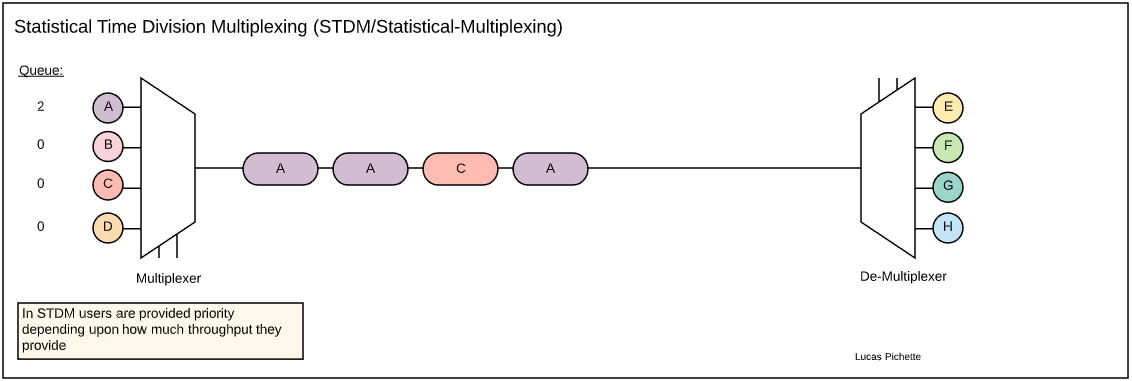 Statistical Time Division Multiplexing (STDM/Statistical-Multiplexing)
Queue:
2 A E
0 B F
A A C A
0 C G
0 D H
Multiplexer De-Multiplexer
In STDM users are provided priority
depending upon how much throughput they
provide
Lucas Pichette